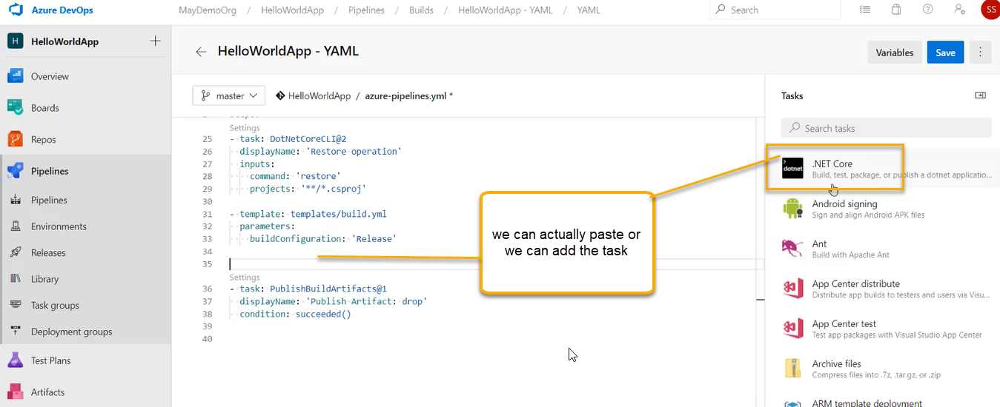 Azure DevOps
MayDemoOrg / HelloWorldApp / Pipelines / Builds / HelloWorldApp - YAML / YAML
Search
SS
H HelloWorldApp
Overview
Boards
Repos
Pipelines
Pipelines
Environments
Releases
Library
Task groups
Deployment groups
Test Plans
Artifacts
HelloWorldApp - YAML
Variables
Save
master
HelloWorldApp / azure-pipelines.yml *
Settings
25 - task: DotNetCoreCLI@2
26 displayName: 'Restore operation'
27 inputs:
28 command: 'restore'
29 projects: '**/*.csproj'
30
31 - template: templates/build.yml
32 parameters:
33 buildConfiguration: 'Release'
34
35
Settings
36 - task: PublishBuildArtifacts@1
37 displayName: 'Publish Artifact: drop'
38 condition: succeeded()
39
40
we can actually paste or
we can add the task
Tasks
Search tasks
dotnet
.NET Core
Build, test, package, or publish a dotnet applicatio...
Android signing
Sign and align Android APK files
Ant
Build with Apache Ant
App Center distribute
Distribute app builds to testers and users via Visu...
App Center test
Test app packages with Visual Studio App Center
Archive files
Compress files into .7z, .tar.gz, or .zip
ARM template deployment